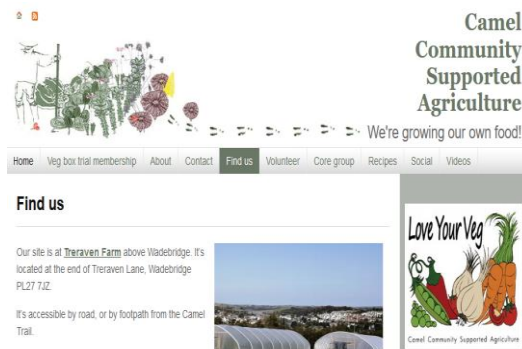 Camel
Community
Supported
Agriculture
We're growing our own food!
Home Veg box trial membership About Contact Find us Volunteer Core group Recipes Social Videos
Find us
Our site is at Treraven Farm above Wadebridge. It's
located at the end of Treraven Lane, Wadebridge
PL27 7JZ.
It's accessible by road, or by footpath from the Camel
Trail.
Love Your Veg
Camel Community Supported Agriculture